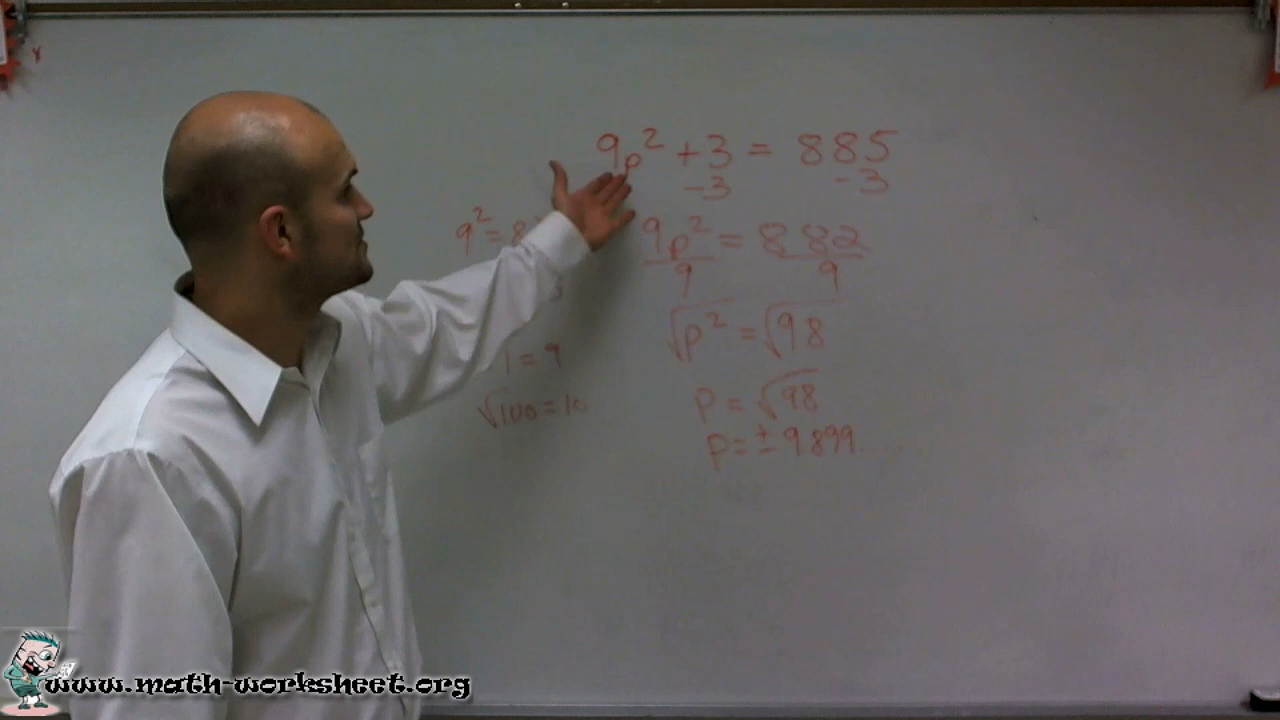 9p² + 3 = 885
-3 -3
9² = 8
9p² = 882
9 9
√p² = √98
1 = 9
p = √98
√100 = 10
p = ± 9 899.....
www.math-worksheet.org